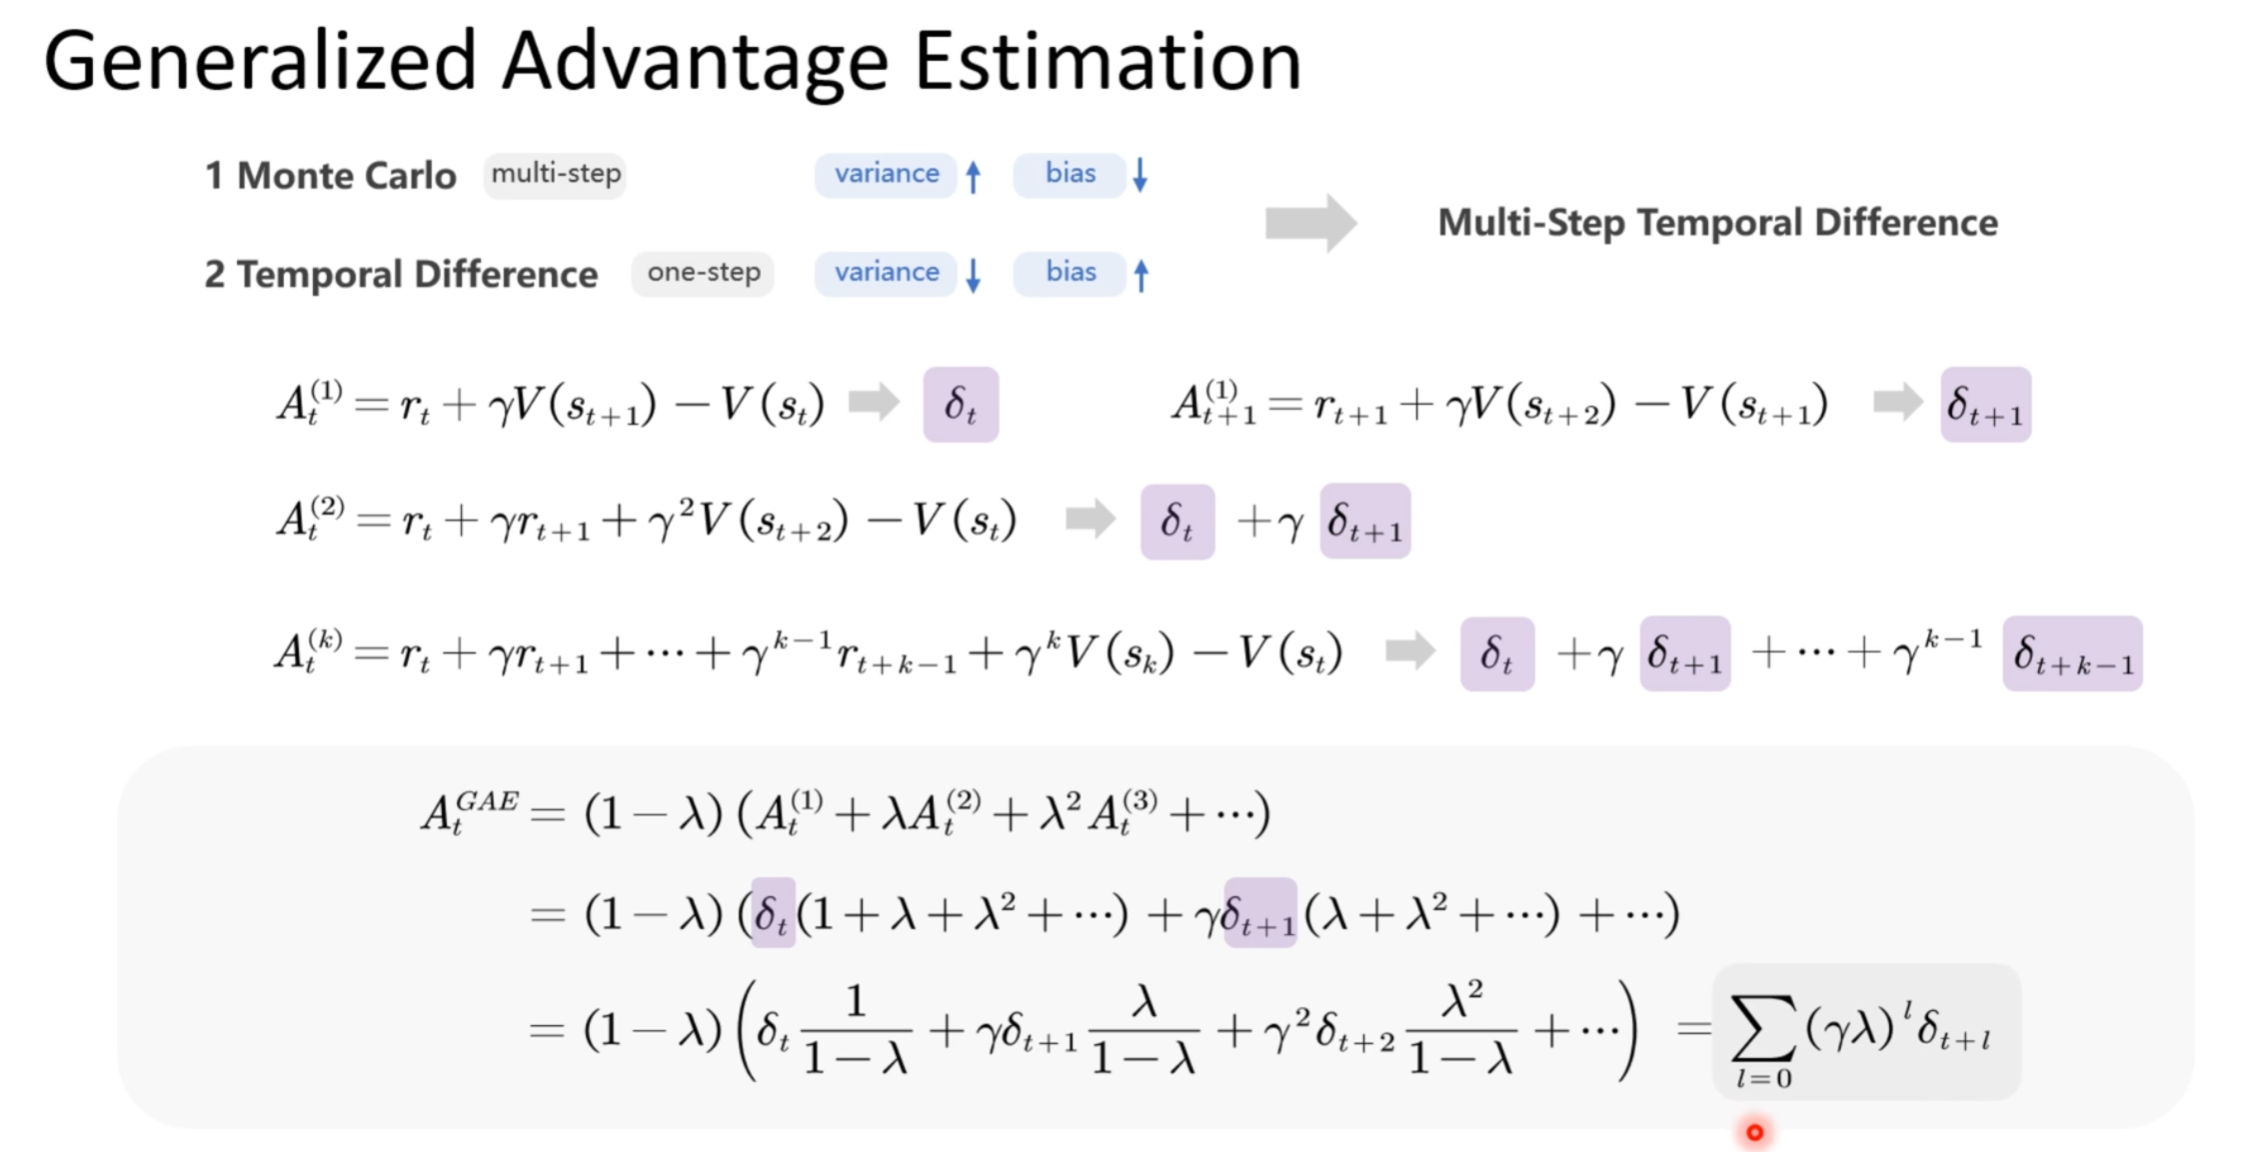 Generalized Advantage Estimation
1 Monte Carlo multi-step variance ↑ bias ↓
Multi-Step Temporal Difference
2 Temporal Difference one-step variance ↓ bias ↑
$A_t^{(1)} = r_t + \gamma V(s_{t+1}) - V(s_t)$ ➡ $\delta_t$
$A_{t+1}^{(1)} = r_{t+1} + \gamma V(s_{t+2}) - V(s_{t+1})$ ➡ $\delta_{t+1}$
$A_t^{(2)} = r_t + \gamma r_{t+1} + \gamma^2 V(s_{t+2}) - V(s_t)$ ➡ $\delta_t + \gamma \delta_{t+1}$
$A_t^{(k)} = r_t + \gamma r_{t+1} + \cdots + \gamma^{k-1} r_{t+k-1} + \gamma^k V(s_k) - V(s_t)$ ➡ $\delta_t + \gamma \delta_{t+1} + \cdots + \gamma^{k-1} \delta_{t+k-1}$
$A_t^{GAE} = (1-\lambda)(A_t^{(1)} + \lambda A_t^{(2)} + \lambda^2 A_t^{(3)} + \cdots)$
$= (1-\lambda)(\delta_t(1 + \lambda + \lambda^2 + \cdots) + \gamma\delta_{t+1}(\lambda + \lambda^2 + \cdots) + \cdots)$
$= (1-\lambda)\left(\delta_t \frac{1}{1-\lambda} + \gamma\delta_{t+1} \frac{\lambda}{1-\lambda} + \gamma^2\delta_{t+2} \frac{\lambda^2}{1-\lambda} + \cdots\right) = \sum_{l=0} (\gamma\lambda)^l \delta_{t+l}$